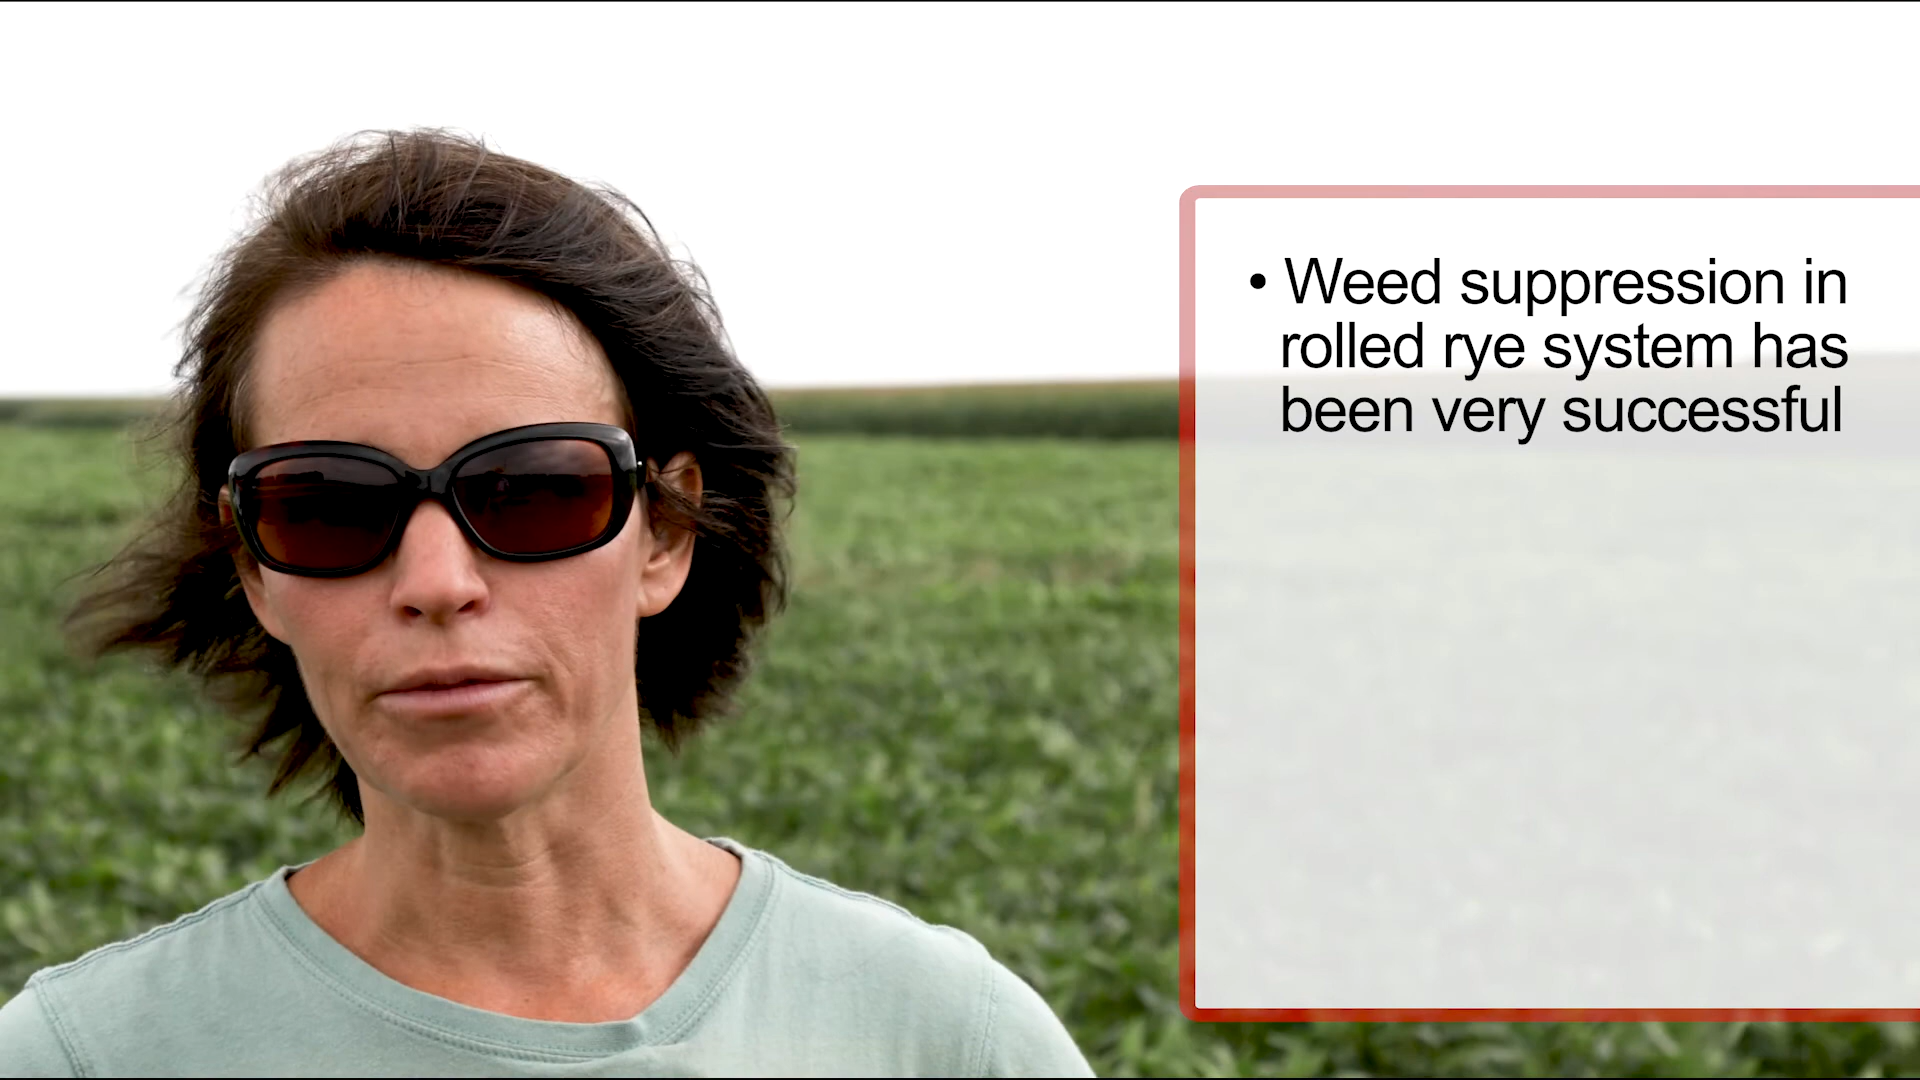 • Weed suppression in
rolled rye system has
been very successful